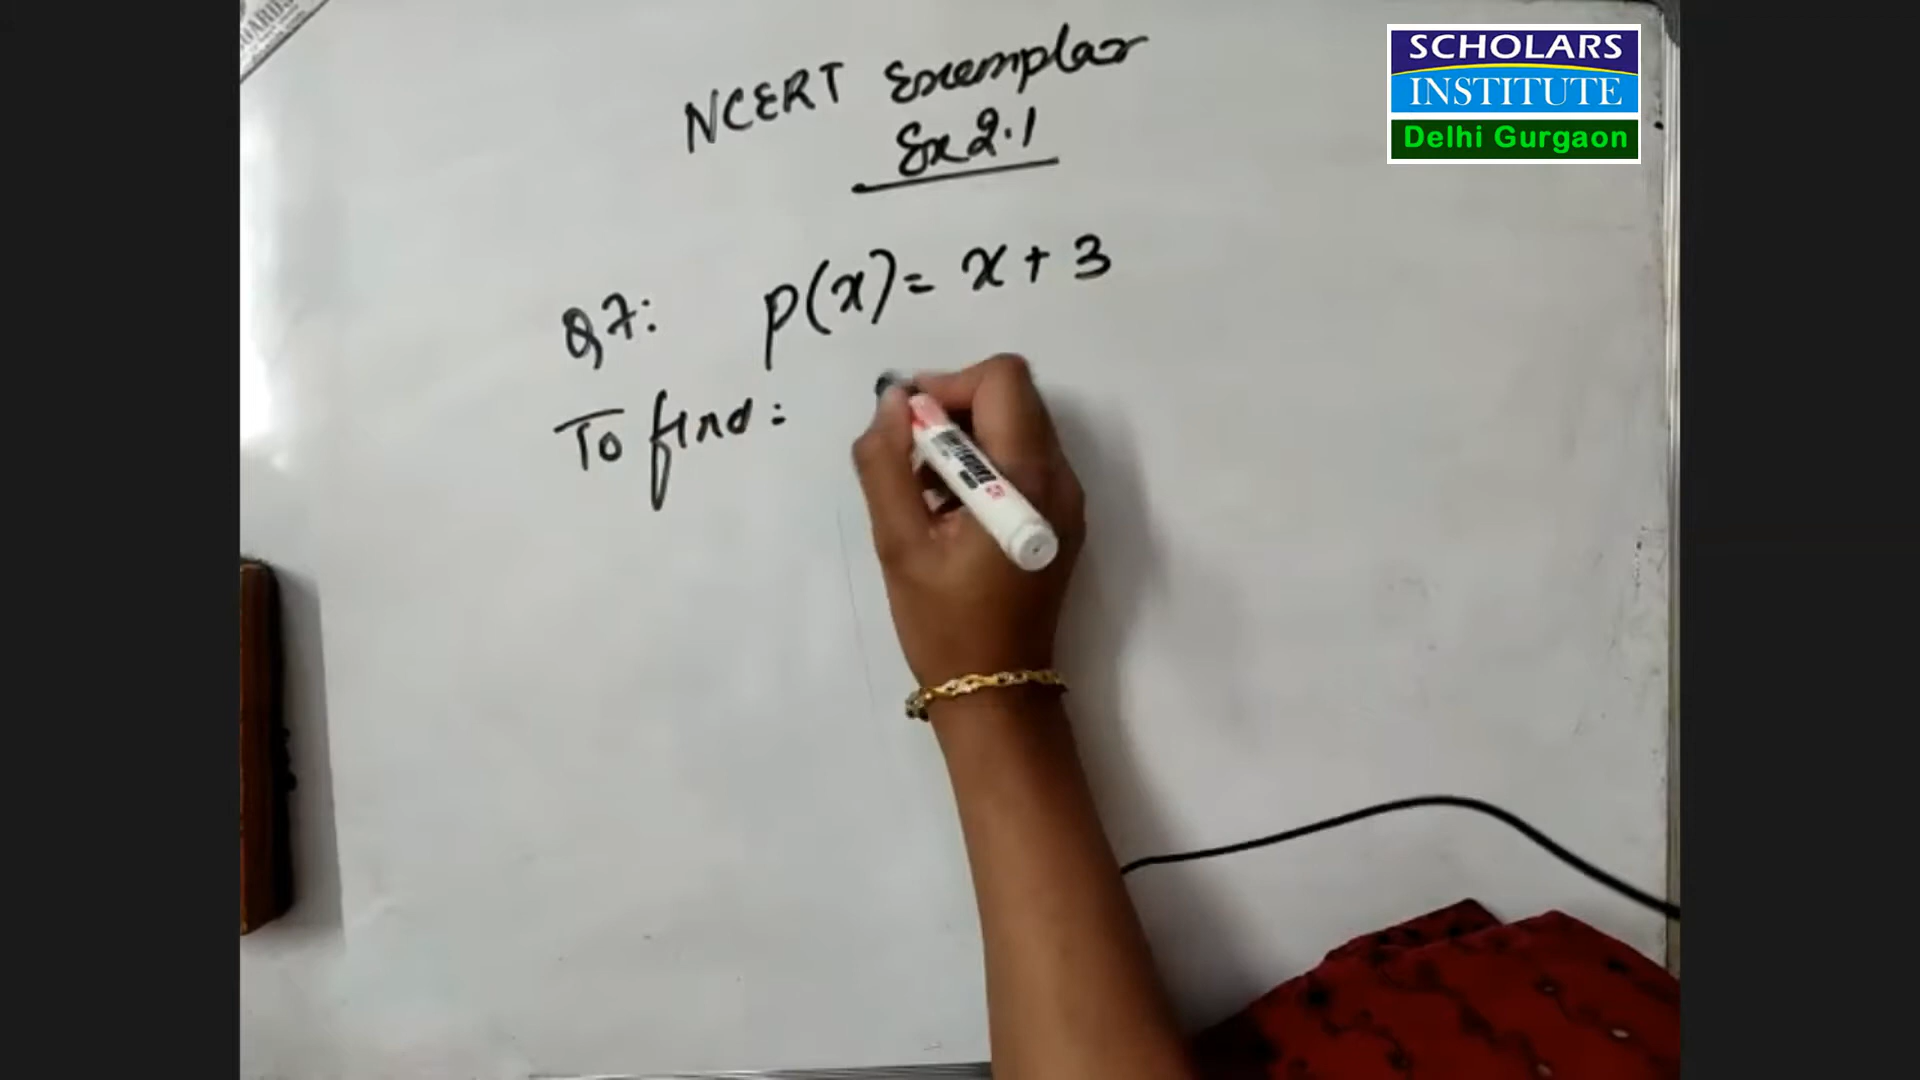 NCERT Exemplar
Ex 2.1
Q7: p(x) = x + 3
To find:
SCHOLARS
INSTITUTE
Delhi Gurgaon